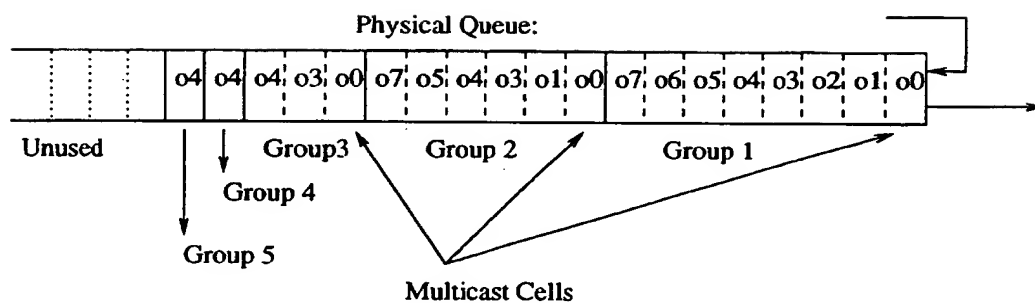 Physical Queue:
o4 o4 o4 o3 o0 o7 o5 o4 o3 o1 o0 o7 o6 o5 o4 o3 o2 o1 o0
Unused Group3 Group 2 Group 1
Group 4
Group 5
Multicast Cells